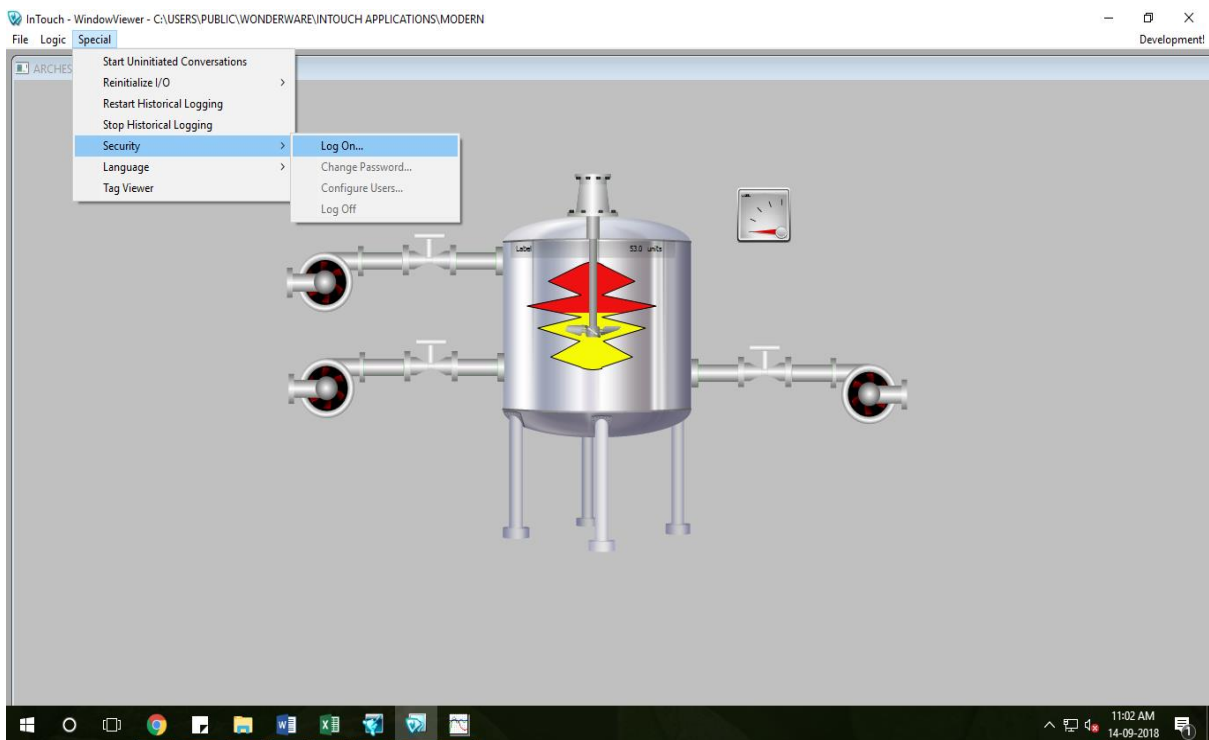 InTouch - WindowViewer - C:\USERS\PUBLIC\WONDERWARE\INTOUCH APPLICATIONS\MODERN
File Logic Special Development!
ARCHES
Start Uninitiated Conversations
Reinitialize I/O >
Restart Historical Logging
Stop Historical Logging
Security > Log On...
Language > Change Password...
Tag Viewer Configure Users...
Log Off
Label 53.0 units
11:02 AM
14-09-2018
1